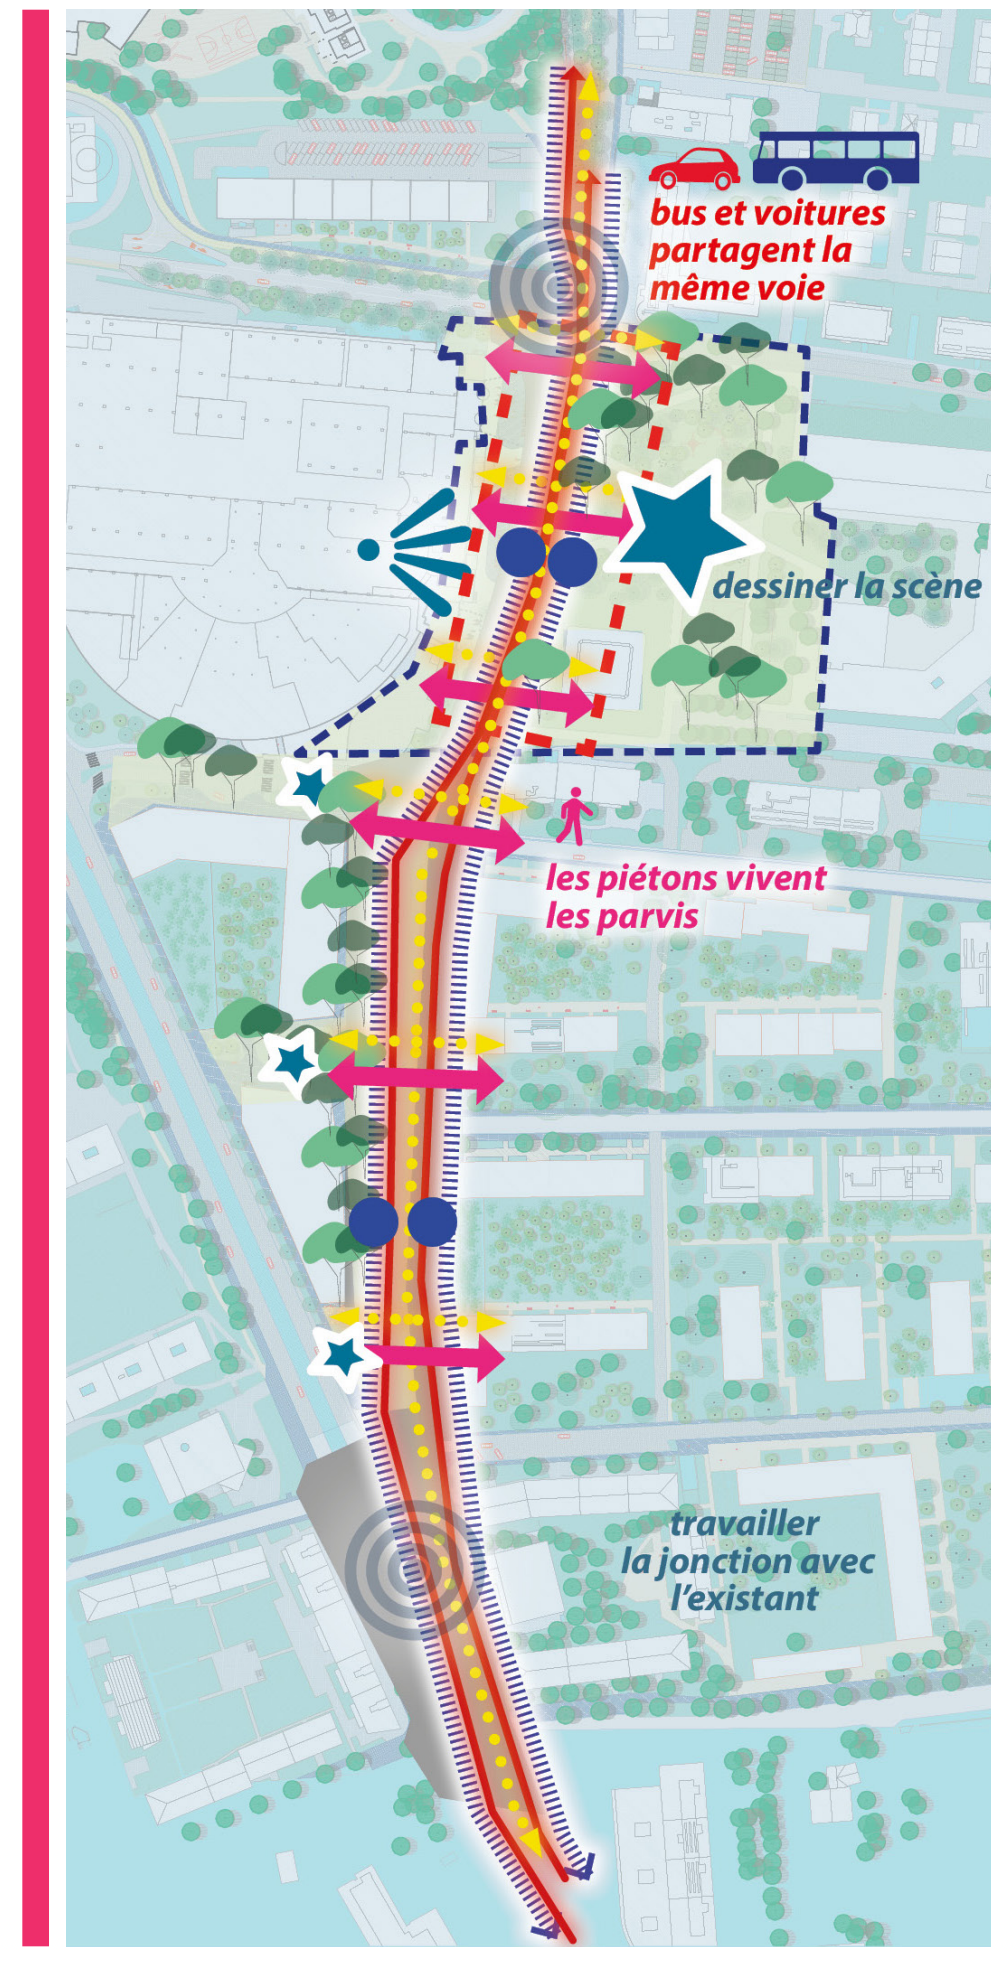 bus et voitures
partagent la
même voie
dessiner la scène
les piétons vivent
les parvis
travailler
la jonction avec
l'existant